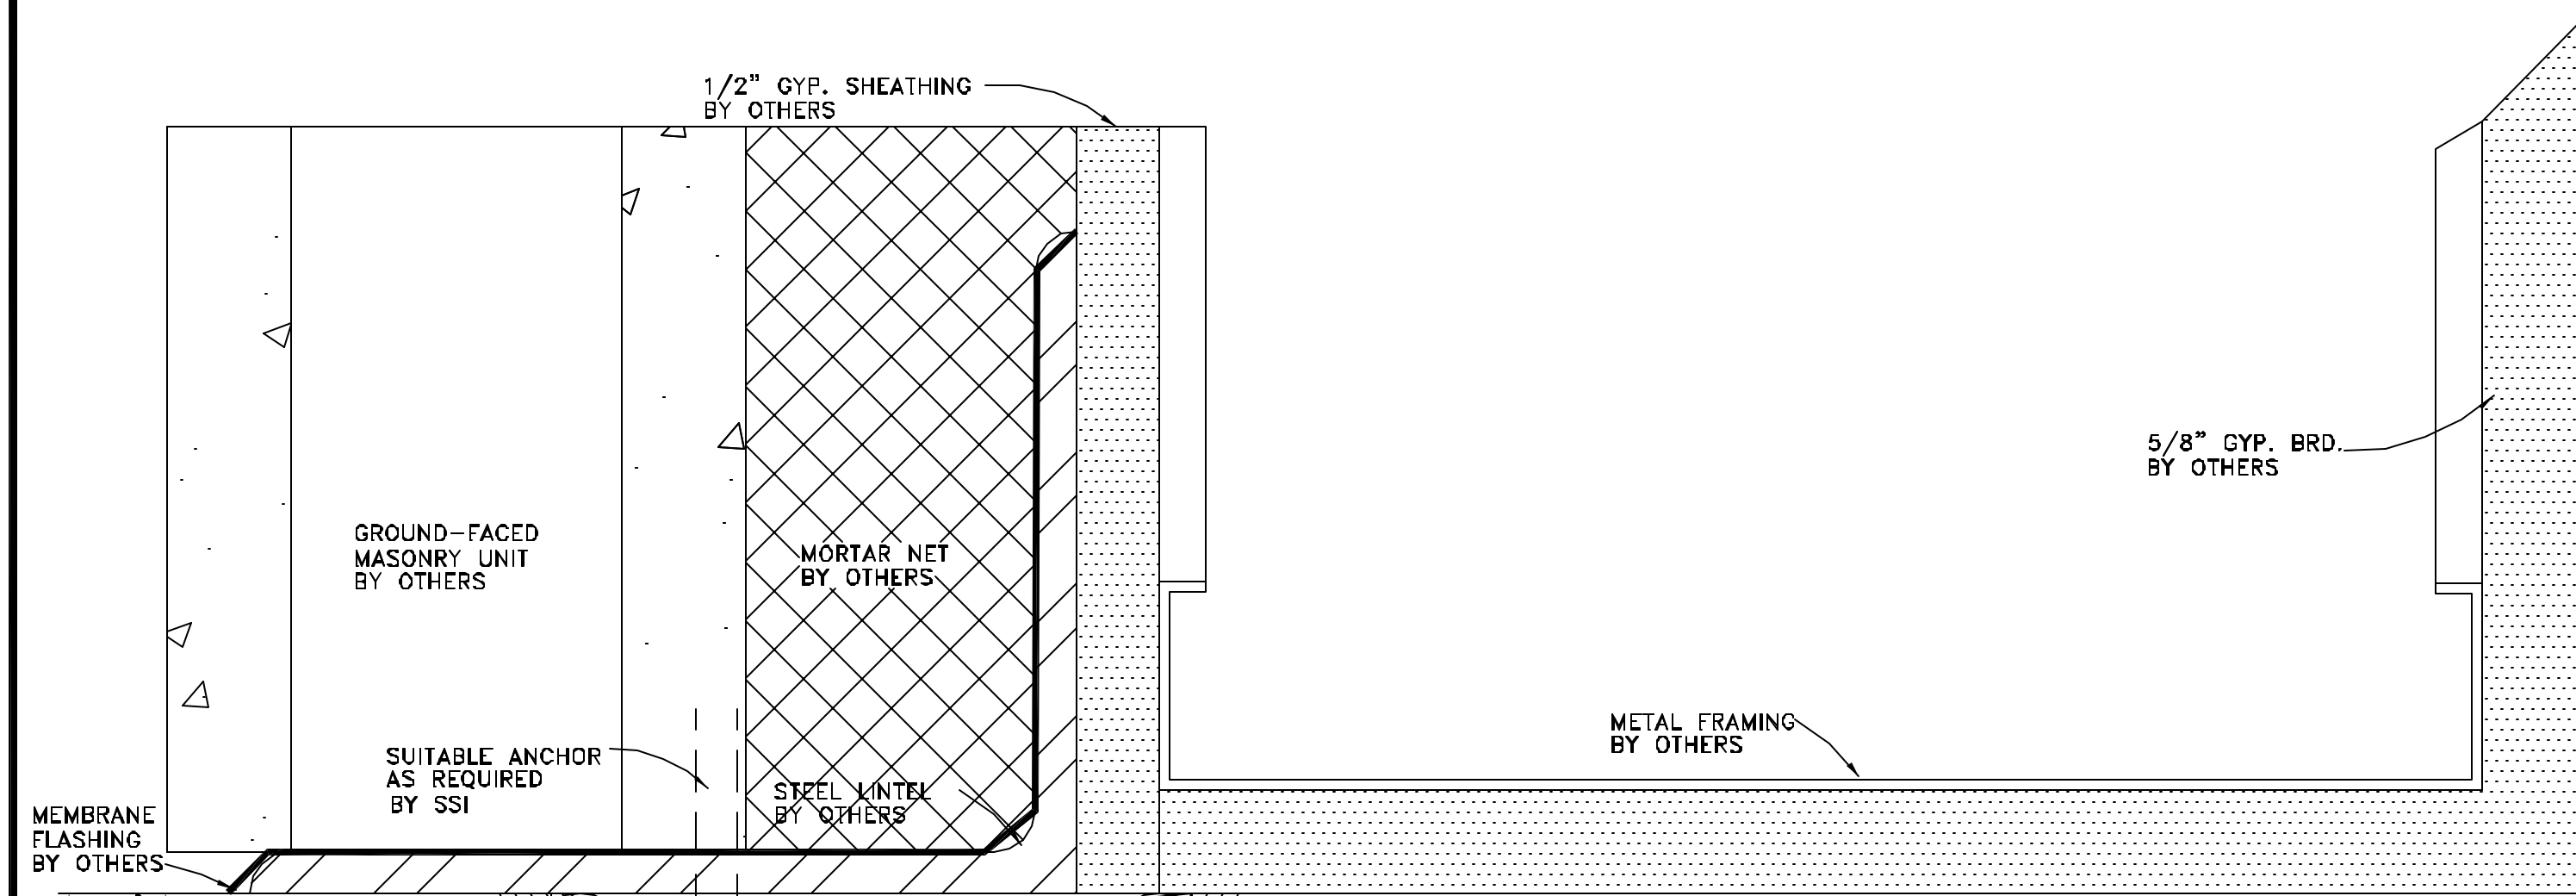 1/2" GYP. SHEATHING
BY OTHERS
5/8" GYP. BRD.
BY OTHERS
GROUND-FACED
MASONRY UNIT
BY OTHERS
MORTAR NET
BY OTHERS
METAL FRAMING
BY OTHERS
SUITABLE ANCHOR
AS REQUIRED
BY SSI
STEEL LINTEL
BY OTHERS
MEMBRANE
FLASHING
BY OTHERS